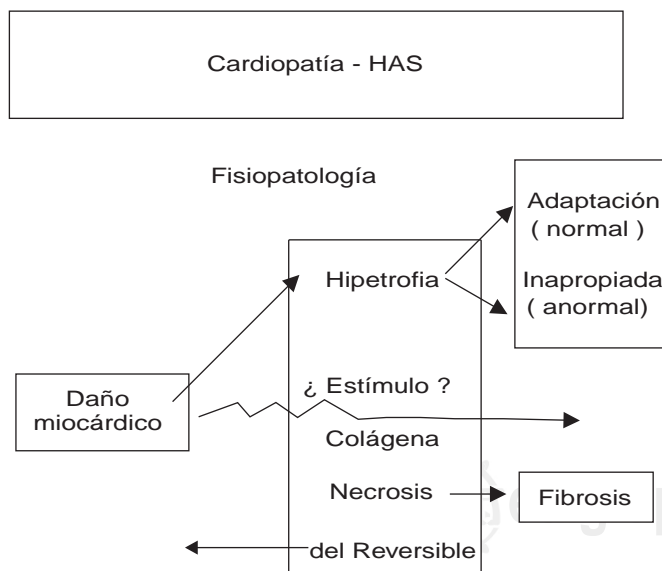 Cardiopatía - HAS
Fisiopatología
Adaptación
( normal )
Hipetrofia
Inapropiada
( anormal)
¿ Estímulo ?
Daño
miocárdico
Colágena
Necrosis
Fibrosis
del Reversible